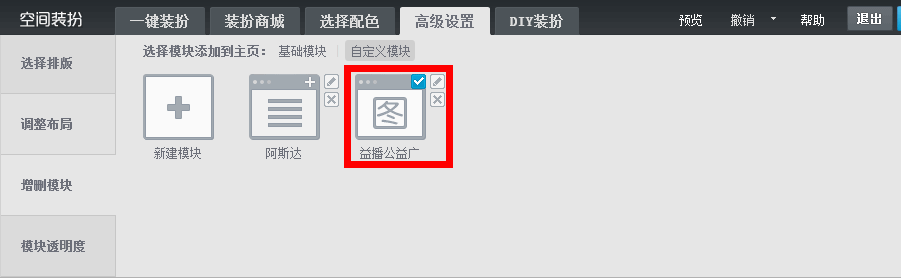 空间装扮 一键装扮 装扮商城 选择配色 高级设置 DIY装扮 预览 撤销 帮助 退出
选择模块添加到主页： 基础模块 自定义模块
选择排版
调整布局
图
新建模块 阿斯达 益播公益广
增删模块
模块透明度